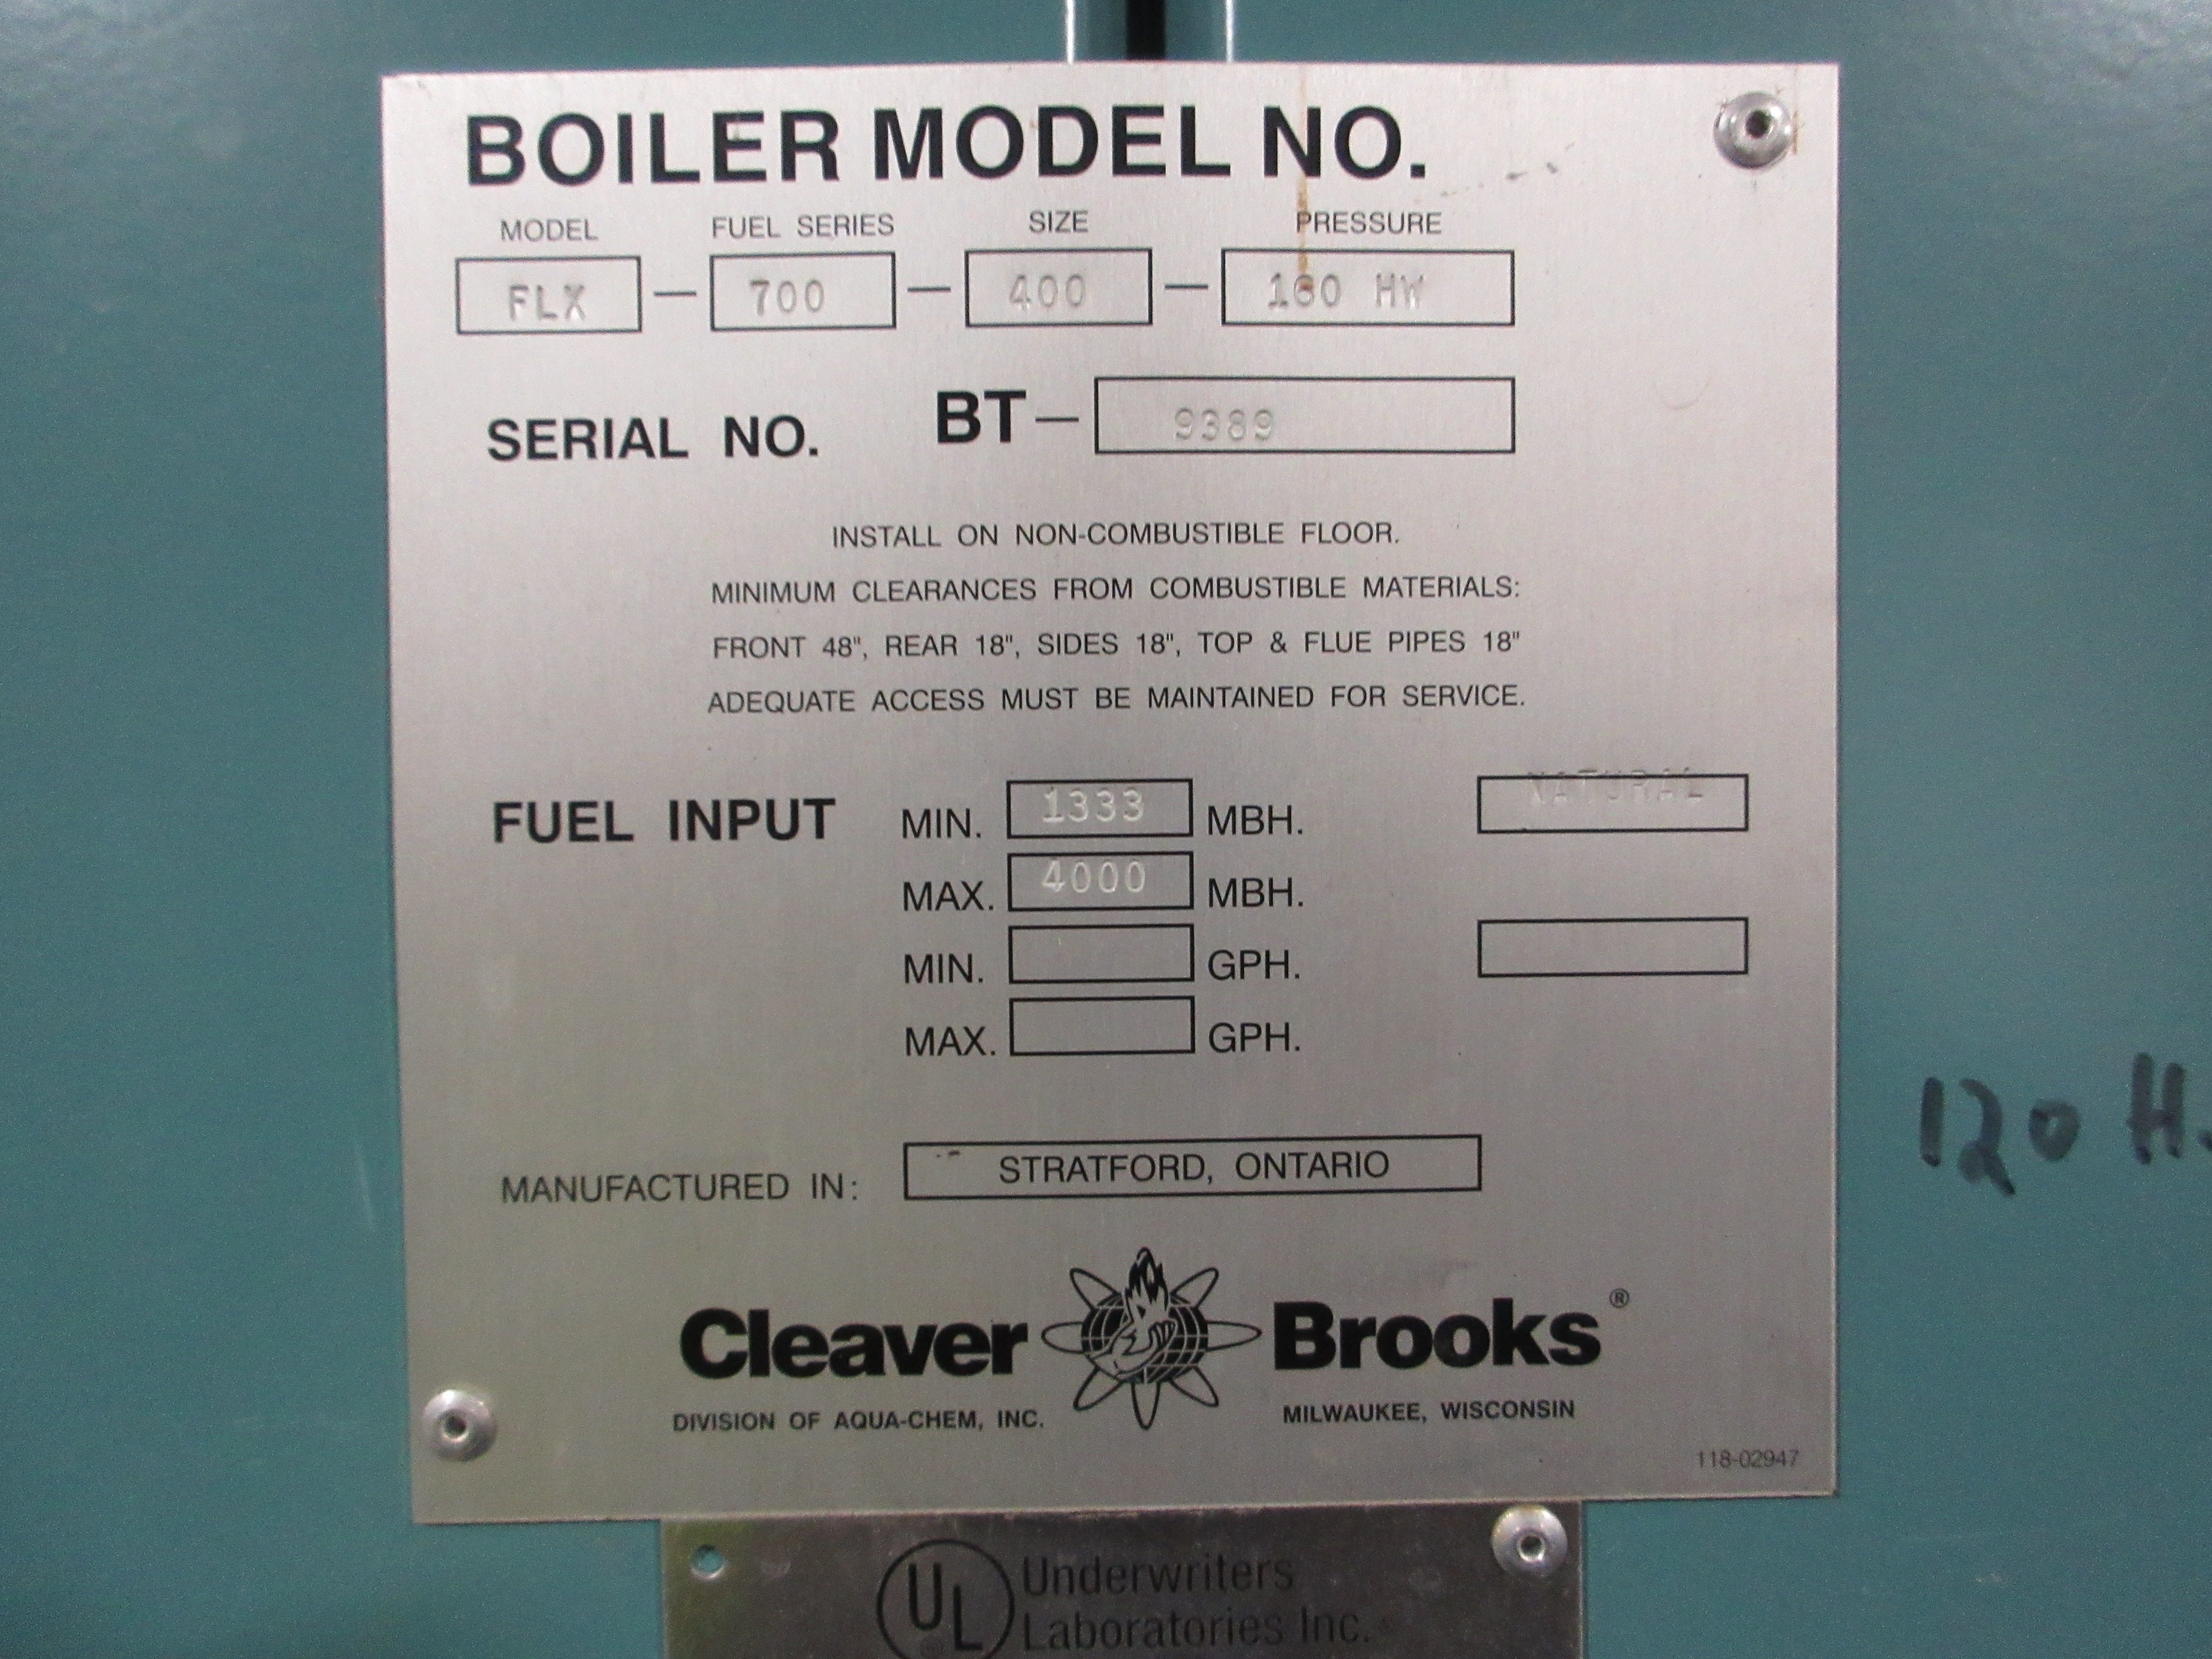 BOILER MODEL NO.
MODEL FUEL SERIES SIZE PRESSURE
FLX — 700 — 400 — 160 HW
SERIAL NO. BT— 9389
INSTALL ON NON-COMBUSTIBLE FLOOR.
MINIMUM CLEARANCES FROM COMBUSTIBLE MATERIALS:
FRONT 48", REAR 18", SIDES 18", TOP & FLUE PIPES 18"
ADEQUATE ACCESS MUST BE MAINTAINED FOR SERVICE.
FUEL INPUT MIN. 1333 MBH. NATURAL
MAX. 4000 MBH.
MIN. GPH.
MAX. GPH.
MANUFACTURED IN: STRATFORD, ONTARIO
Cleaver Brooks®
DIVISION OF AQUA-CHEM, INC. MILWAUKEE, WISCONSIN
118-02947
UL Underwriters
Laboratories Inc.
120 H.